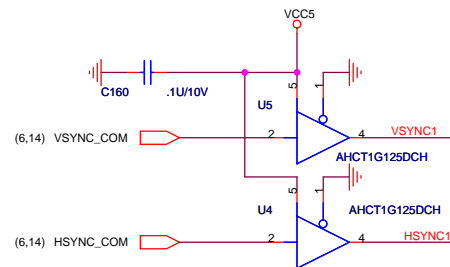 VCC5
C160 .1U/10V
U5
5
1
(6,14) VSYNC_COM
2
4
VSYNC1
AHCT1G125DCH
U4
5
1
AHCT1G125DCH
(6,14) HSYNC_COM
2
4
HSYNC1